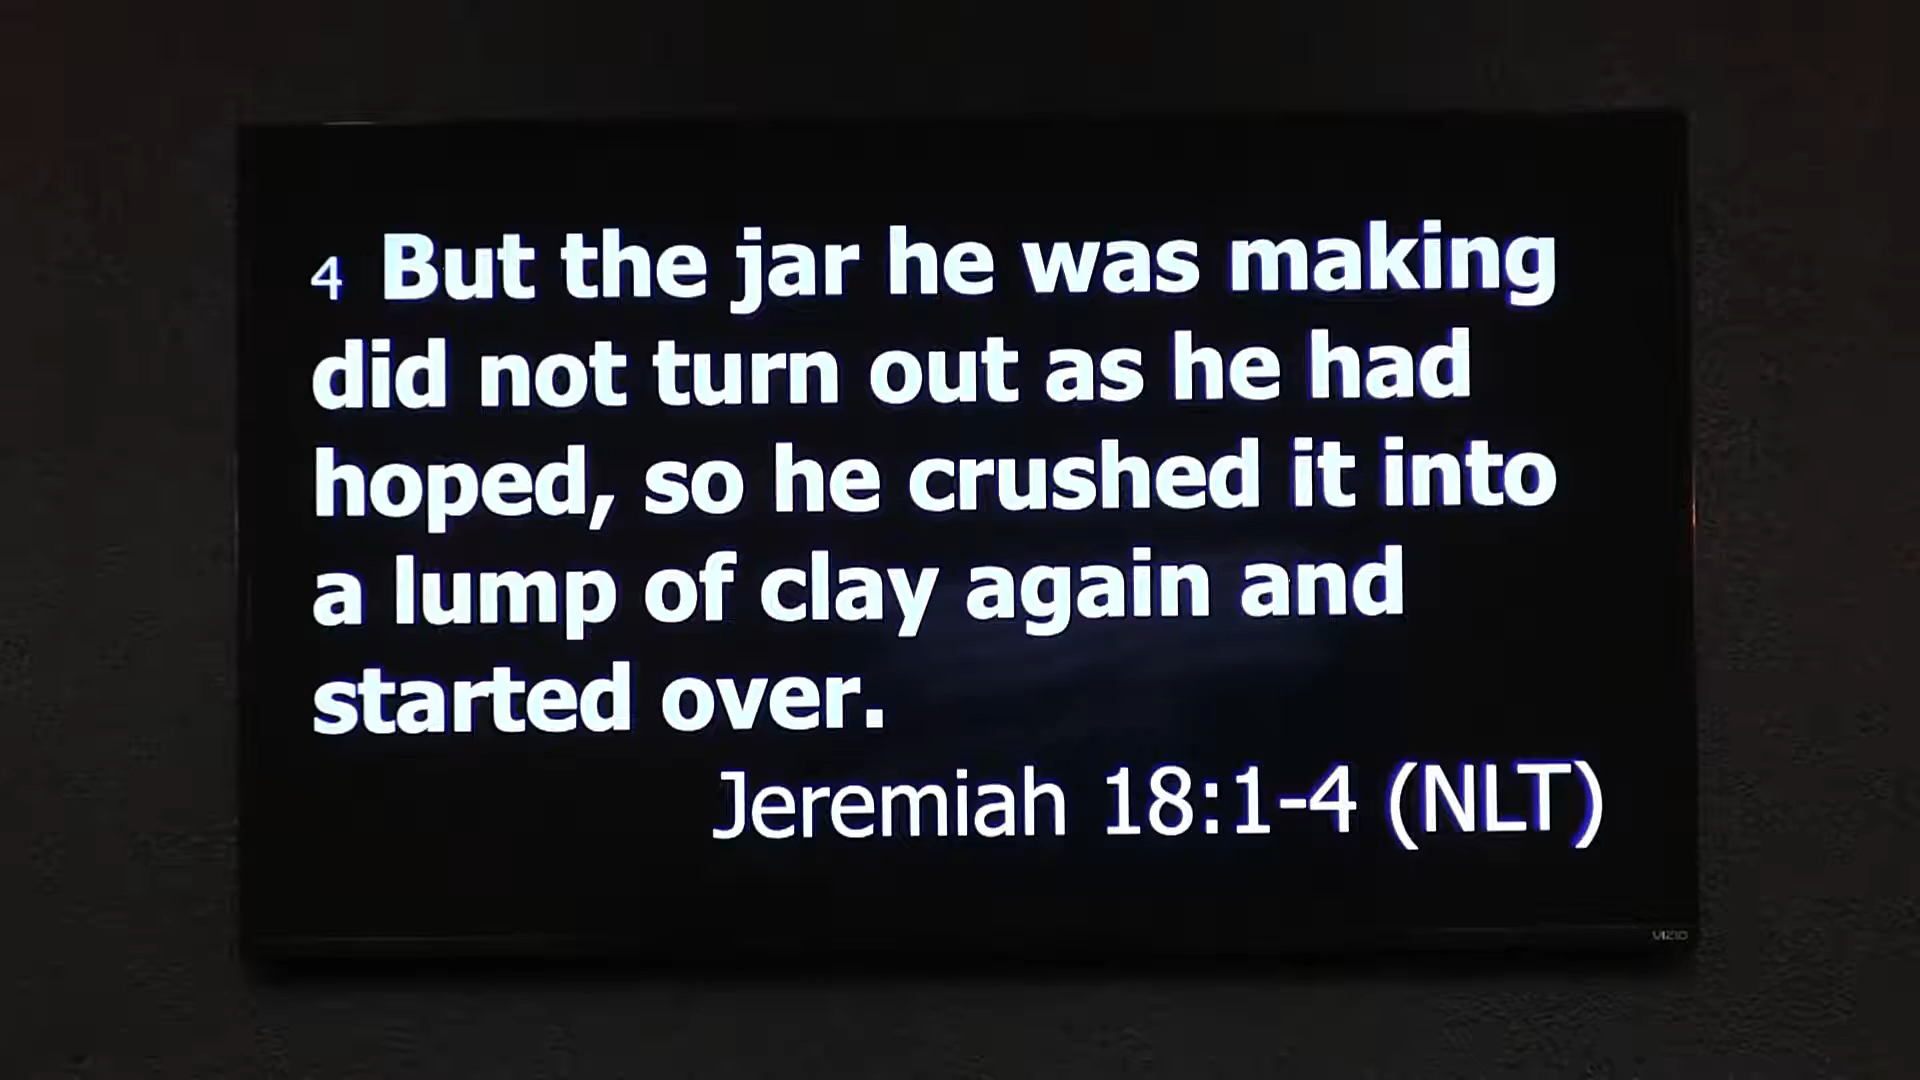 4 But the jar he was making
did not turn out as he had
hoped, so he crushed it into
a lump of clay again and
started over.
Jeremiah 18:1-4 (NLT)
VIZIO